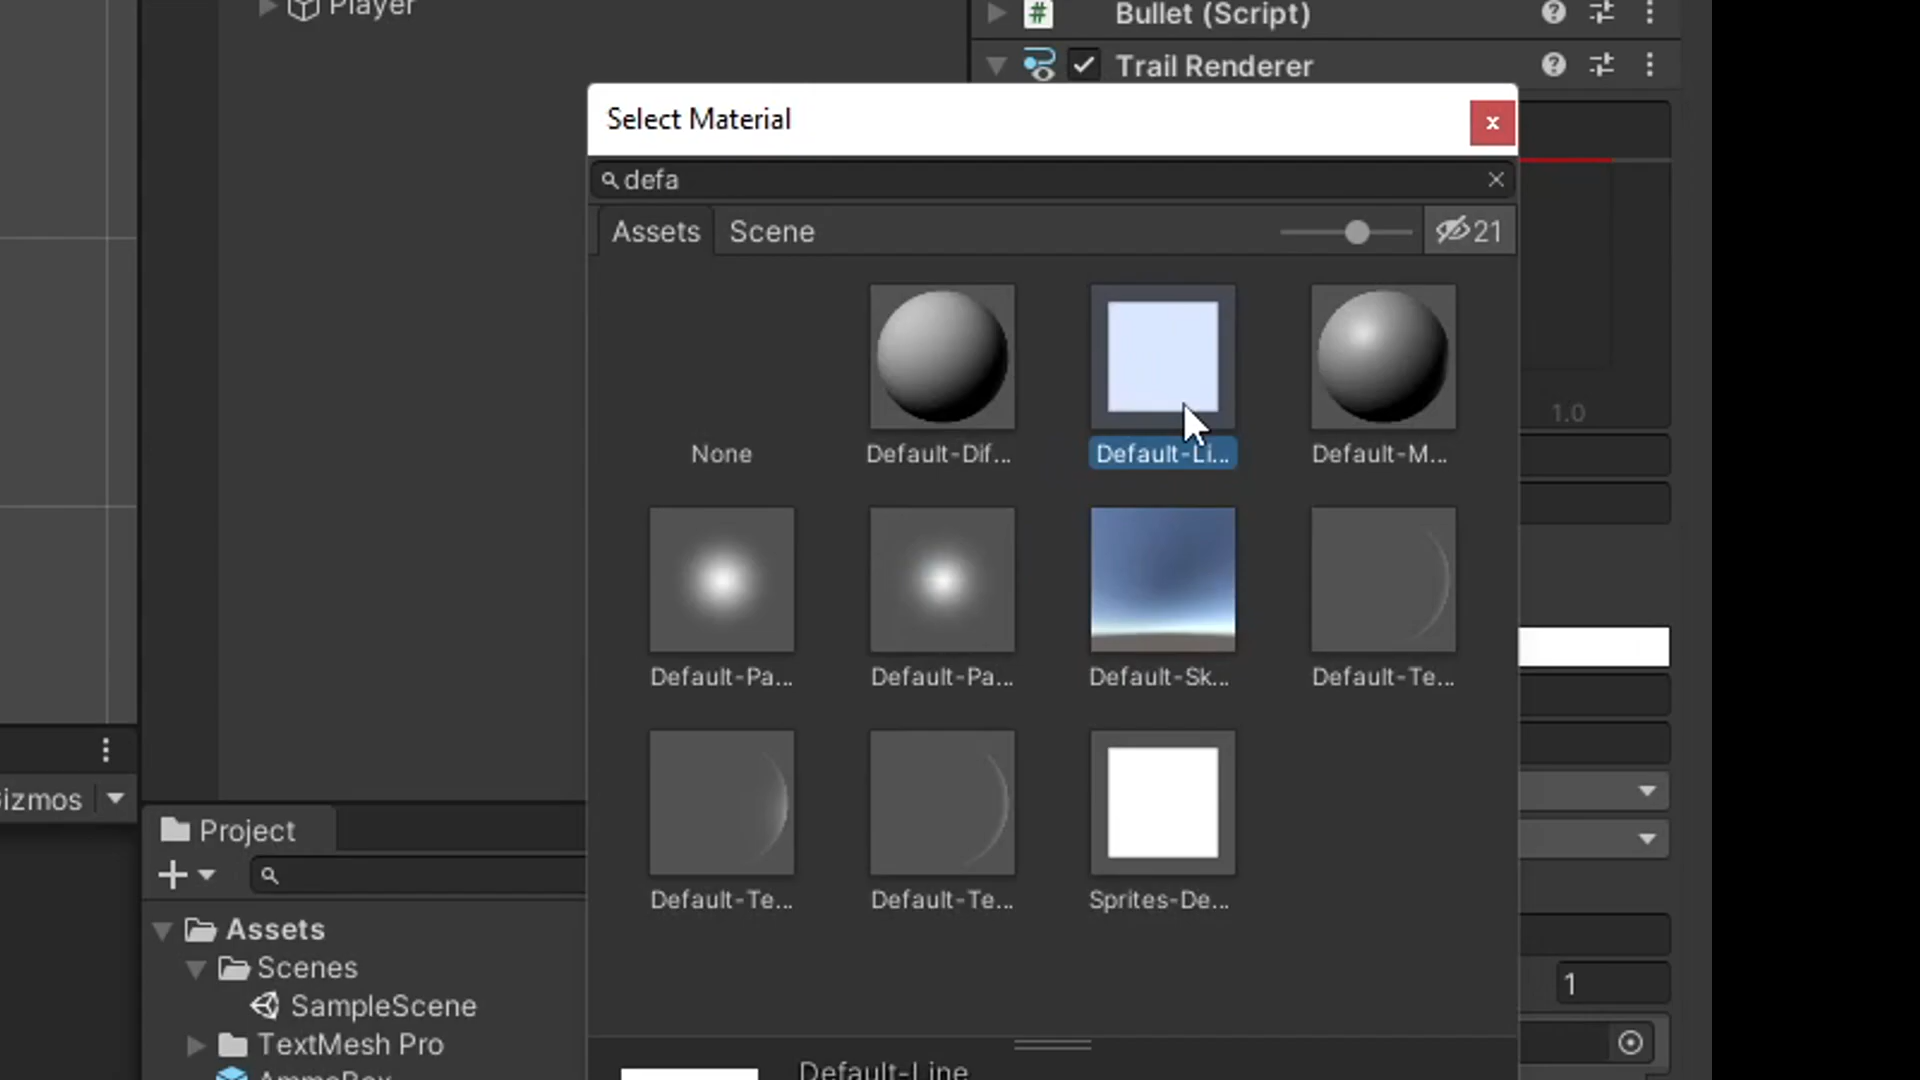 Player
Bullet (Script)
Trail Renderer
Select Material
x
defa
Assets
Scene
21
None
Default-Dif...
Default-Li...
Default-M...
1.0
Default-Pa...
Default-Pa...
Default-Sk...
Default-Te...
izmos
Project
Default-Te...
Default-Te...
Sprites-De...
Assets
Scenes
1
SampleScene
TextMesh Pro
Default-Line
AmmoBox